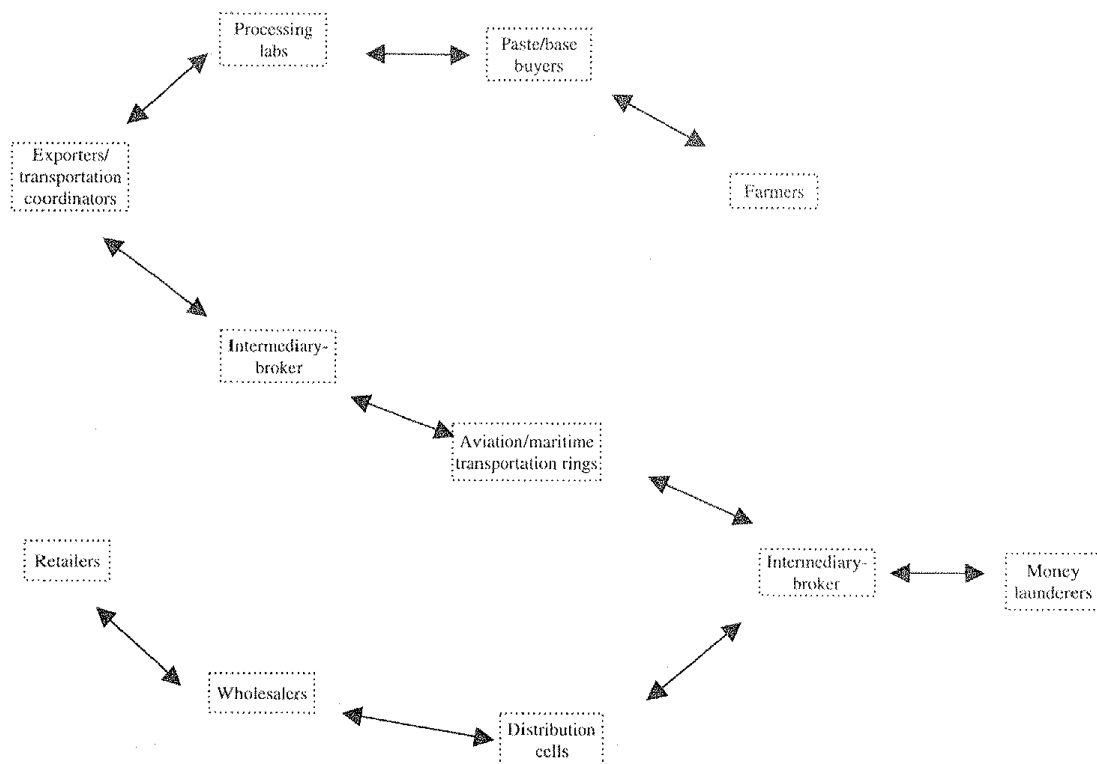 Processing
labs
Paste/base
buyers
Exporters/
transportation
coordinators
Farmers
Intermediary-
broker
Aviation/maritime
transportation rings
Retailers
Intermediary-
broker
Money
launderers
Wholesalers
Distribution
cells